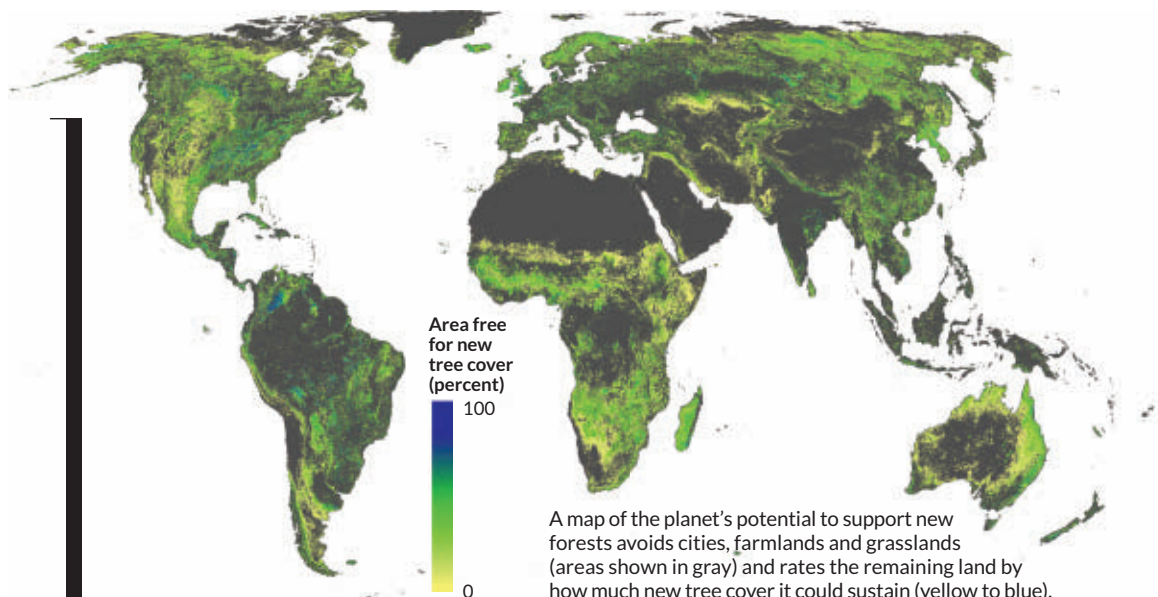 Area free
for new
tree cover
(percent)
100
0
A map of the planet's potential to support new
forests avoids cities, farmlands and grasslands
(areas shown in gray) and rates the remaining land by
how much new tree cover it could sustain (yellow to blue).